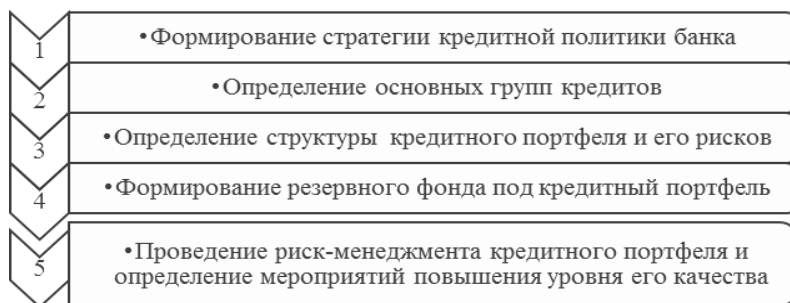 1
•Формирование стратегии кредитной политики банка
2
•Определение основных групп кредитов
3
•Определение структуры кредитного портфеля и его рисков
4
•Формирование резервного фонда под кредитный портфель
5
•Проведение риск-менеджмента кредитного портфеля и
определение мероприятий повышения уровня его качества